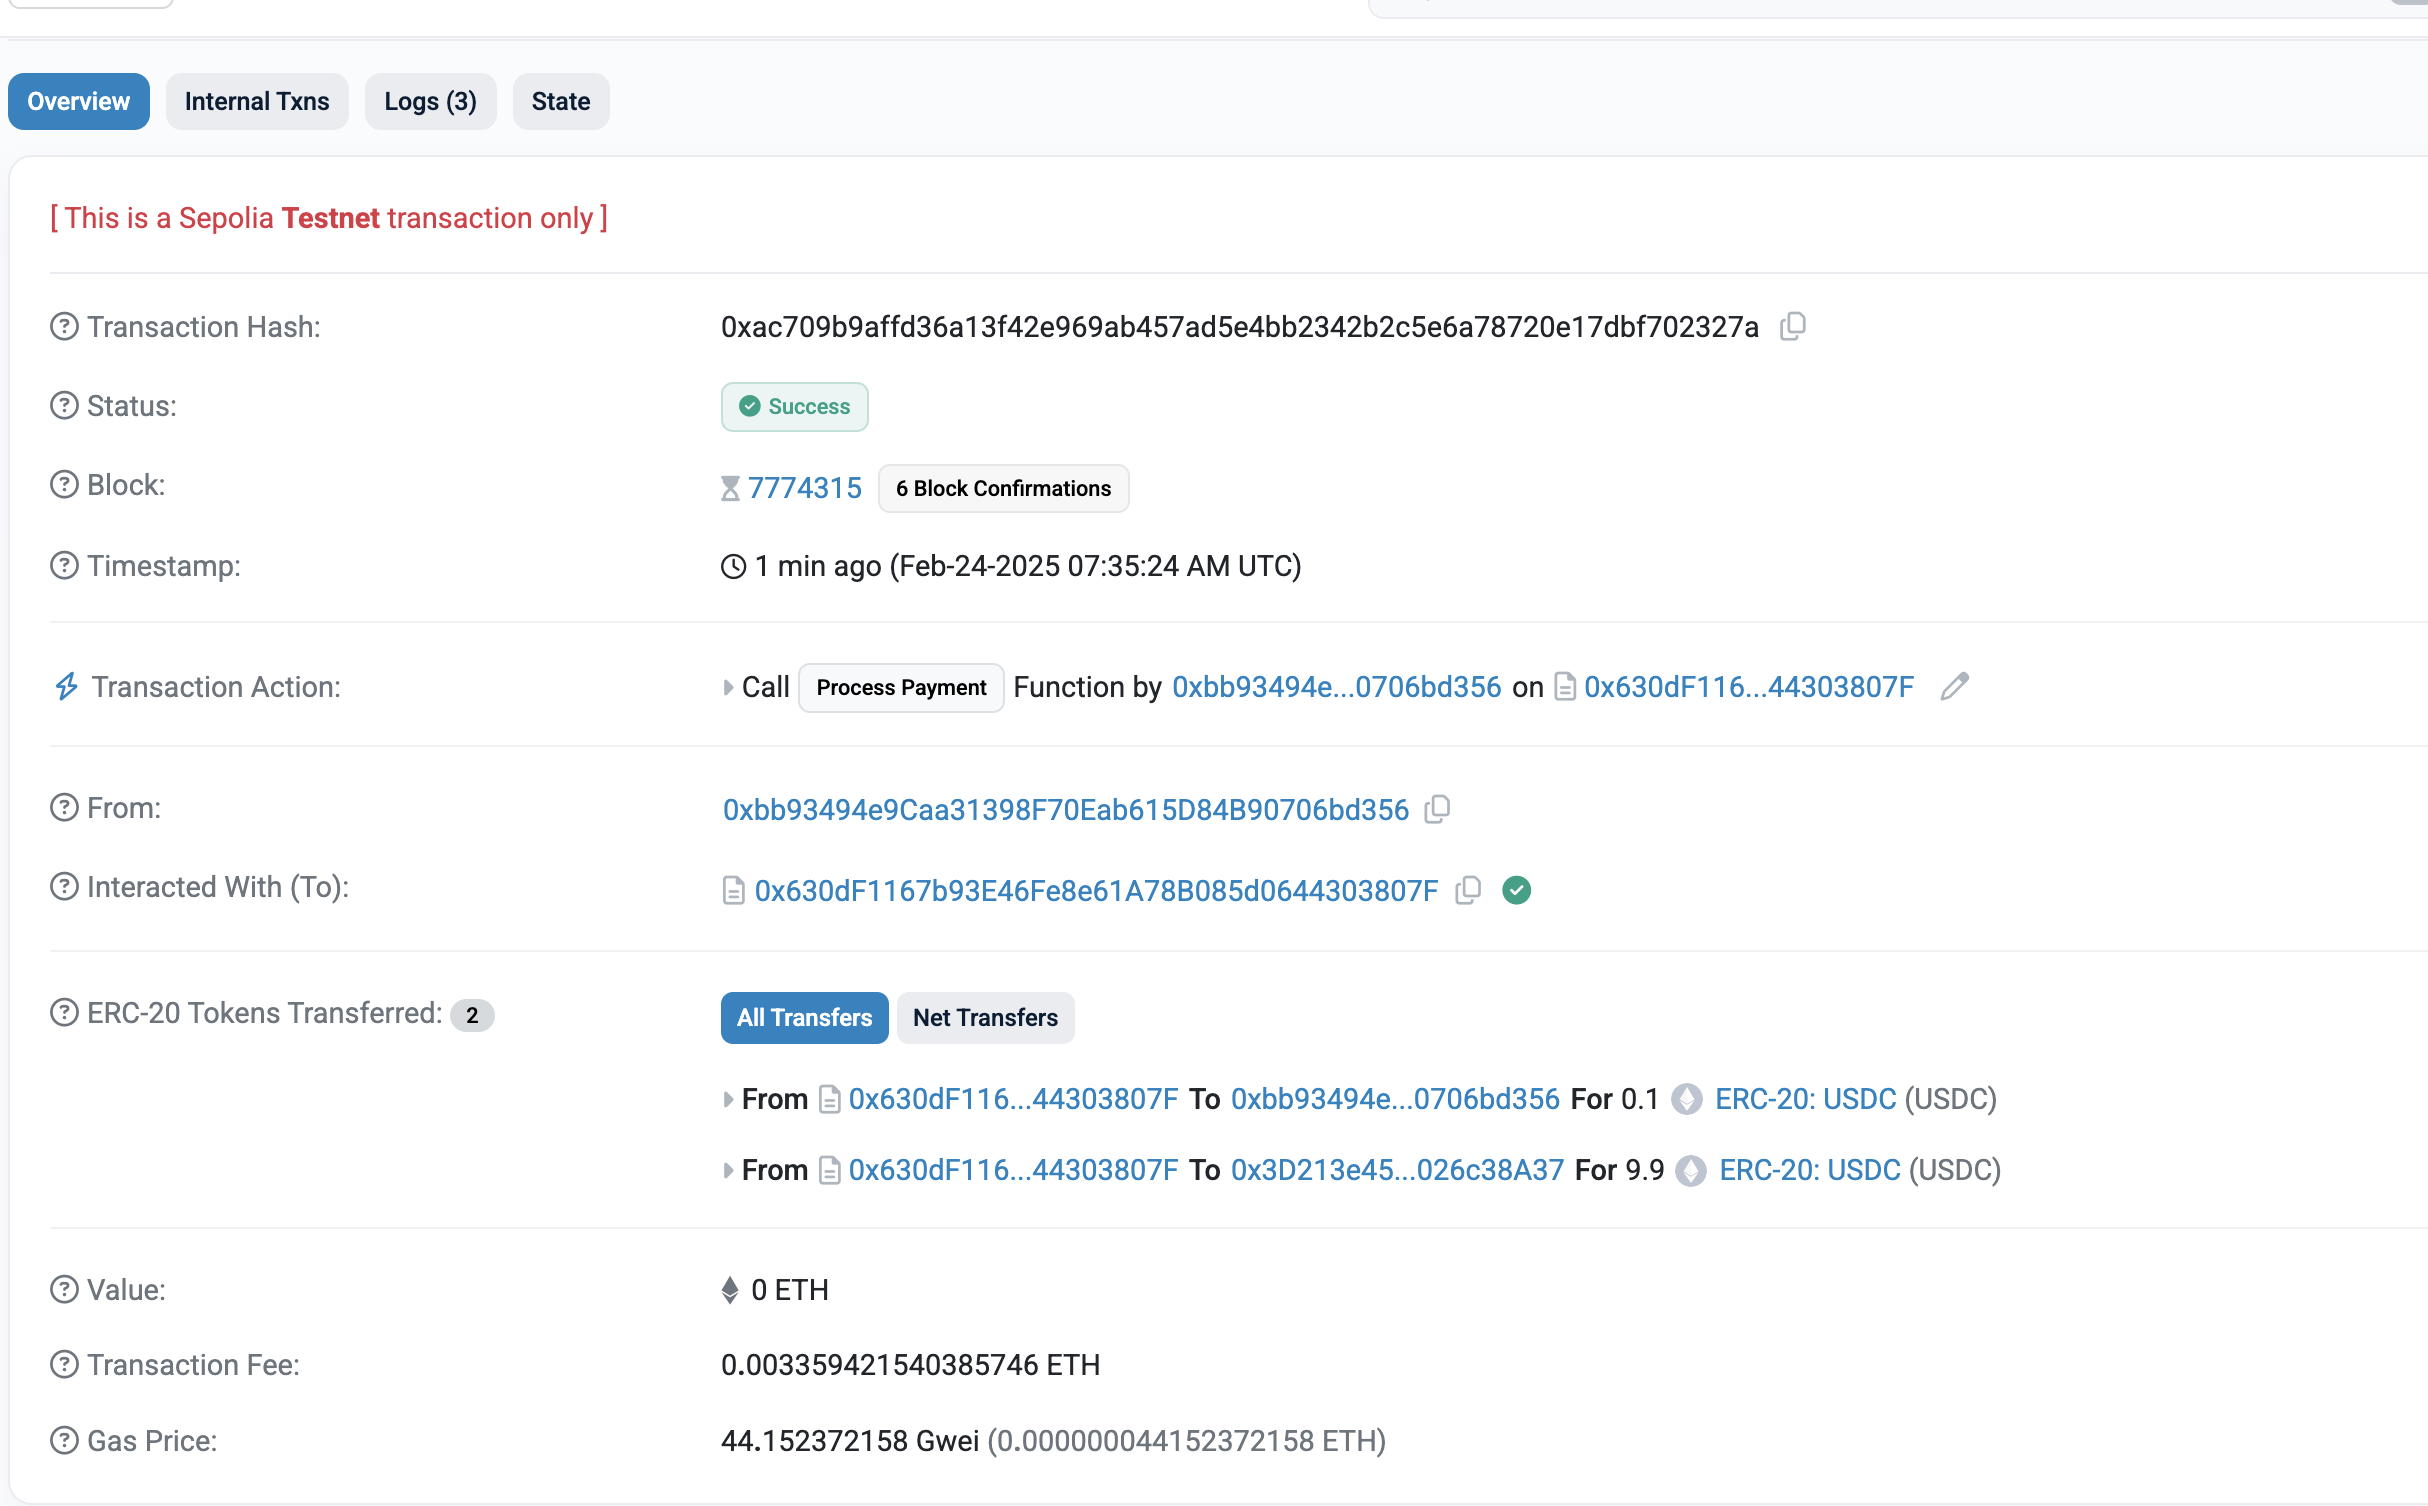 Overview Internal Txns Logs (3) State
[ This is a Sepolia Testnet transaction only ]
Transaction Hash: 0xac709b9affd36a13f42e969ab457ad5e4bb2342b2c5e6a78720e17dbf702327a
Status: Success
Block: 7774315 6 Block Confirmations
Timestamp: 1 min ago (Feb-24-2025 07:35:24 AM UTC)
Transaction Action: Call Process Payment Function by 0xbb93494e...0706bd356 on 0x630dF116...44303807F
From: 0xbb93494e9Caa31398F70Eab615D84B90706bd356
Interacted With (To): 0x630dF1167b93E46Fe8e61A78B085d0644303807F
ERC-20 Tokens Transferred: 2 All Transfers Net Transfers
From 0x630dF116...44303807F To 0xbb93494e...0706bd356 For 0.1 ERC-20: USDC (USDC)
From 0x630dF116...44303807F To 0x3D213e45...026c38A37 For 9.9 ERC-20: USDC (USDC)
Value: 0 ETH
Transaction Fee: 0.003359421540385746 ETH
Gas Price: 44.152372158 Gwei (0.000000044152372158 ETH)